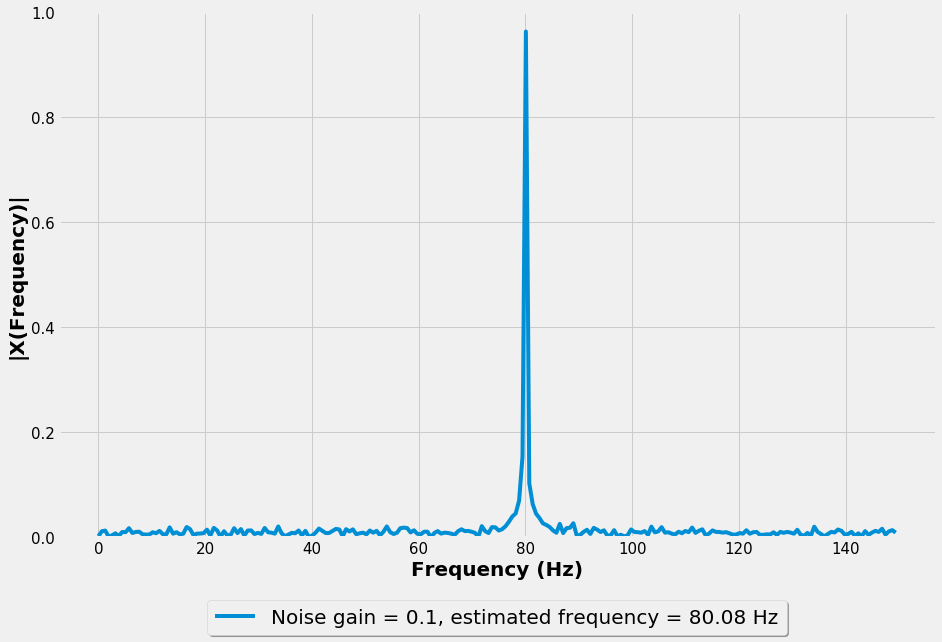 1.0
0.8
0.6
0.4
0.2
0.0
|X(Frequency)|
0 20 40 60 80 100 120 140
Frequency (Hz)
Noise gain = 0.1, estimated frequency = 80.08 Hz